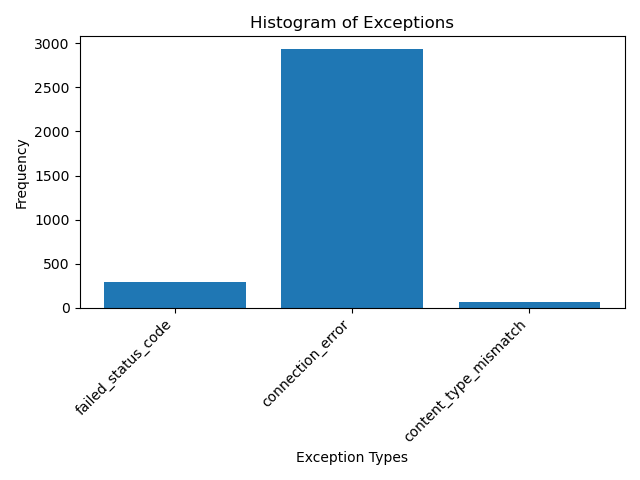 Histogram of Exceptions
3000
2500
2000
1500
1000
500
0
Frequency
failed_status_code
connection_error
content_type_mismatch
Exception Types